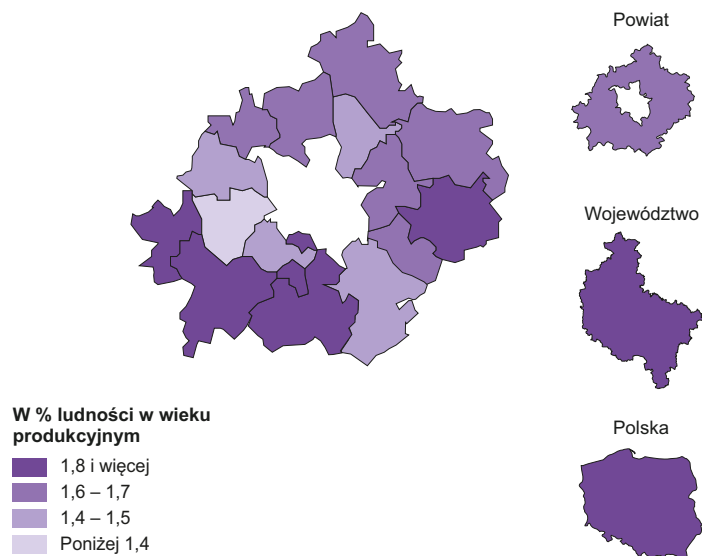 Powiat
Województwo
Polska
W % ludności w wieku
produkcyjnym
1,8 i więcej
1,6 – 1,7
1,4 – 1,5
Poniżej 1,4